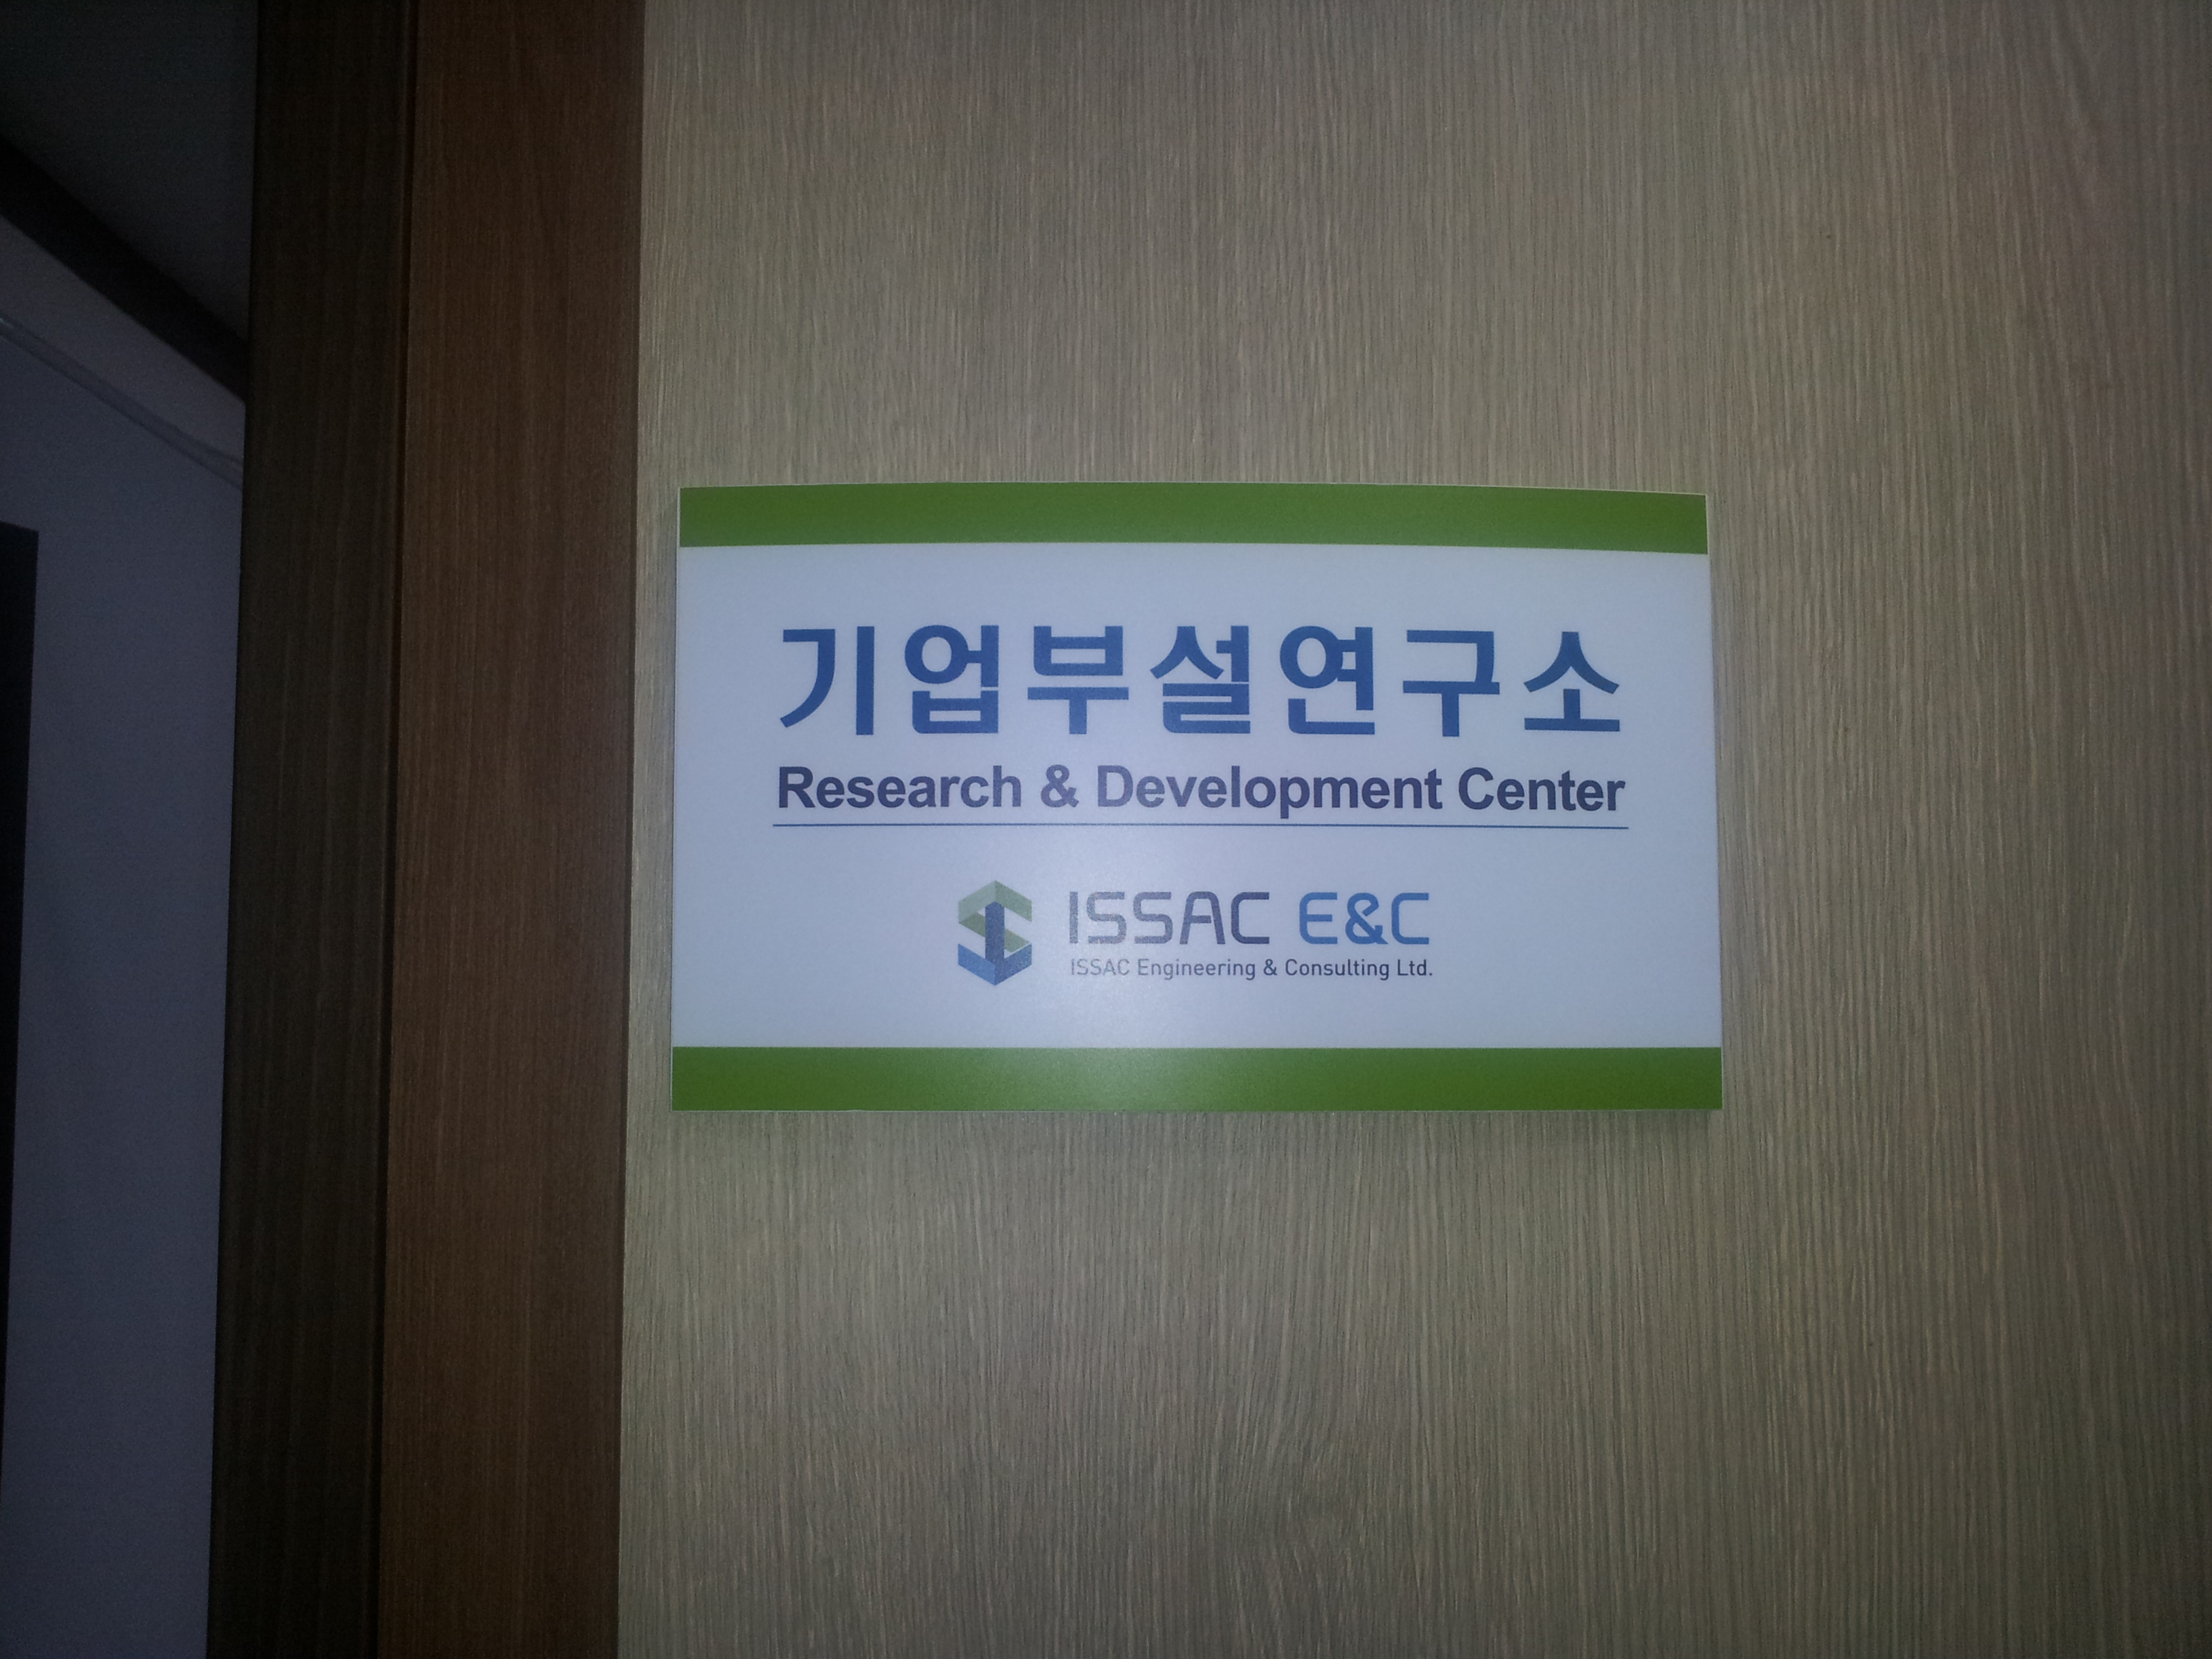 기업부설연구소
Research & Development Center
ISSAC E&C
ISSAC Engineering & Consulting Ltd.